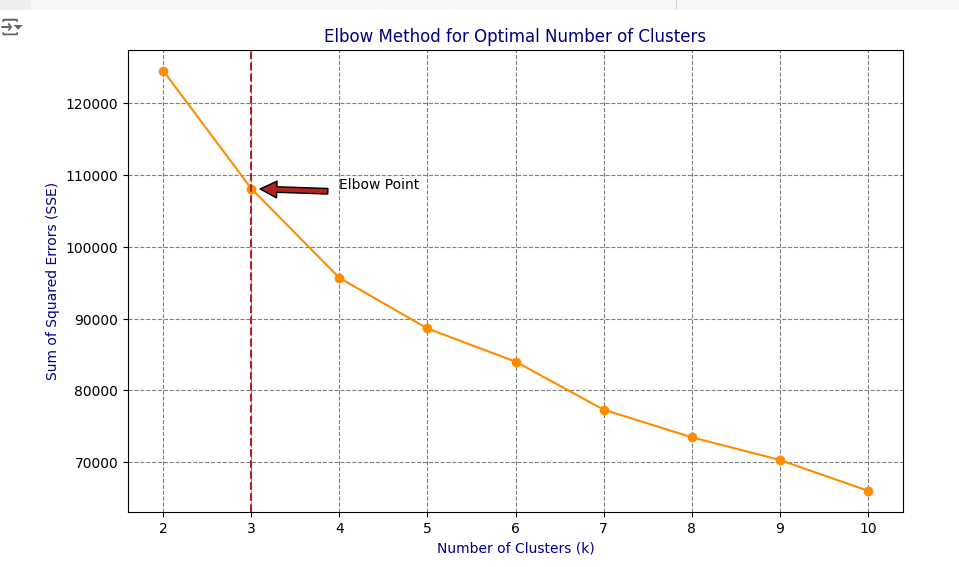 Elbow Method for Optimal Number of Clusters
120000
110000
100000
90000
80000
70000
Sum of Squared Errors (SSE)
Elbow Point
2 3 4 5 6 7 8 9 10
Number of Clusters (k)